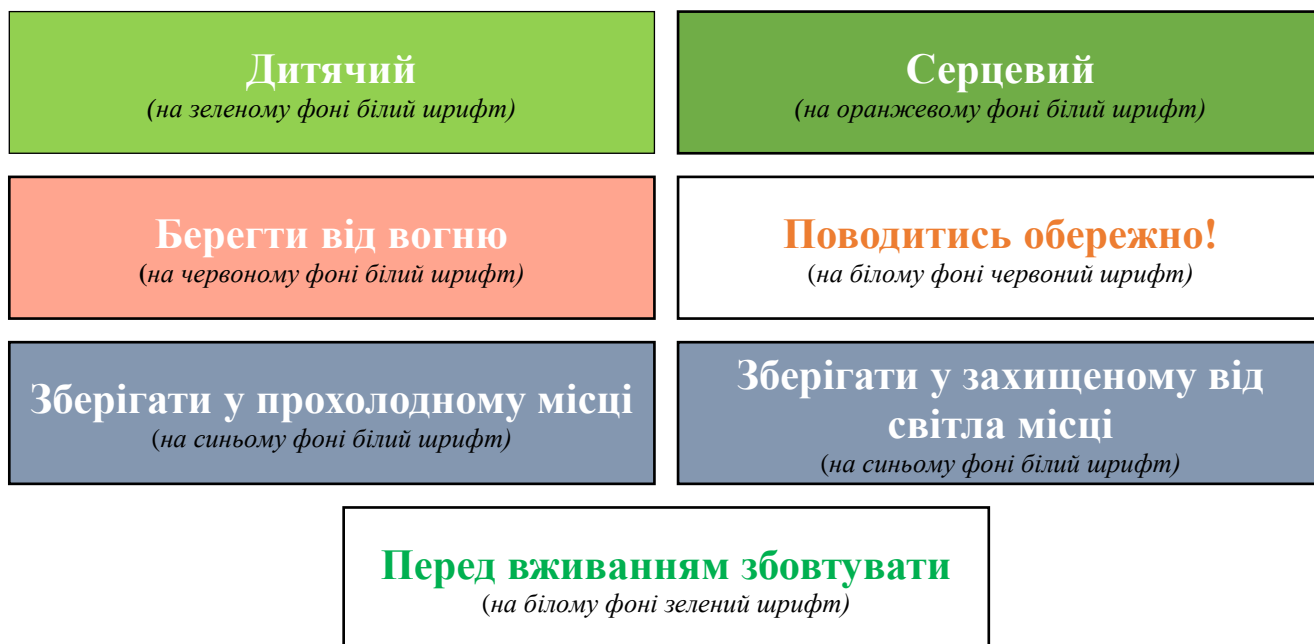 Дитячий
(на зеленому фоні білий шрифт)
Серцевий
(на оранжевому фоні білий шрифт)
Берегти від вогню
(на червоному фоні білий шрифт)
Поводитись обережно!
(на білому фоні червоний шрифт)
Зберігати у прохолодному місці
(на синьому фоні білий шрифт)
Зберігати у захищеному від
світла місці
(на синьому фоні білий шрифт)
Перед вживанням збовтувати
(на білому фоні зелений шрифт)